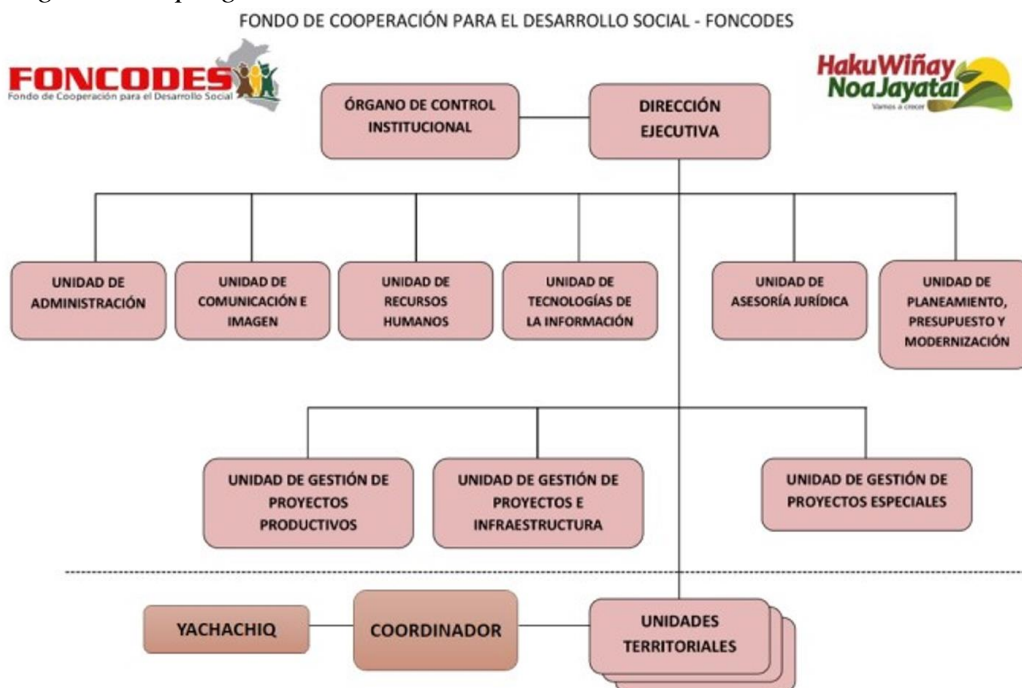 FONDO DE COOPERACIÓN PARA EL DESARROLLO SOCIAL - FONCODES
FONCODES
Fondo de Cooperación para el Desarrollo Social
HakuWiñay
NoaJayatai
Vamos a crecer
ÓRGANO DE CONTROL
INSTITUCIONAL
DIRECCIÓN
EJECUTIVA
UNIDAD DE
ADMINISTRACIÓN
UNIDAD DE
COMUNICACIÓN E
IMAGEN
UNIDAD DE
RECURSOS
HUMANOS
UNIDAD DE
TECNOLOGÍAS DE
LA INFORMACIÓN
UNIDAD DE
ASESORÍA JURÍDICA
UNIDAD DE
PLANEAMIENTO,
PRESUPUESTO Y
MODERNIZACIÓN
UNIDAD DE GESTIÓN DE
PROYECTOS
PRODUCTIVOS
UNIDAD DE GESTIÓN DE
PROYECTOS E
INFRAESTRUCTURA
UNIDAD DE GESTIÓN DE
PROYECTOS ESPECIALES
YACHACHIQ
COORDINADOR
UNIDADES
TERRITORIALES